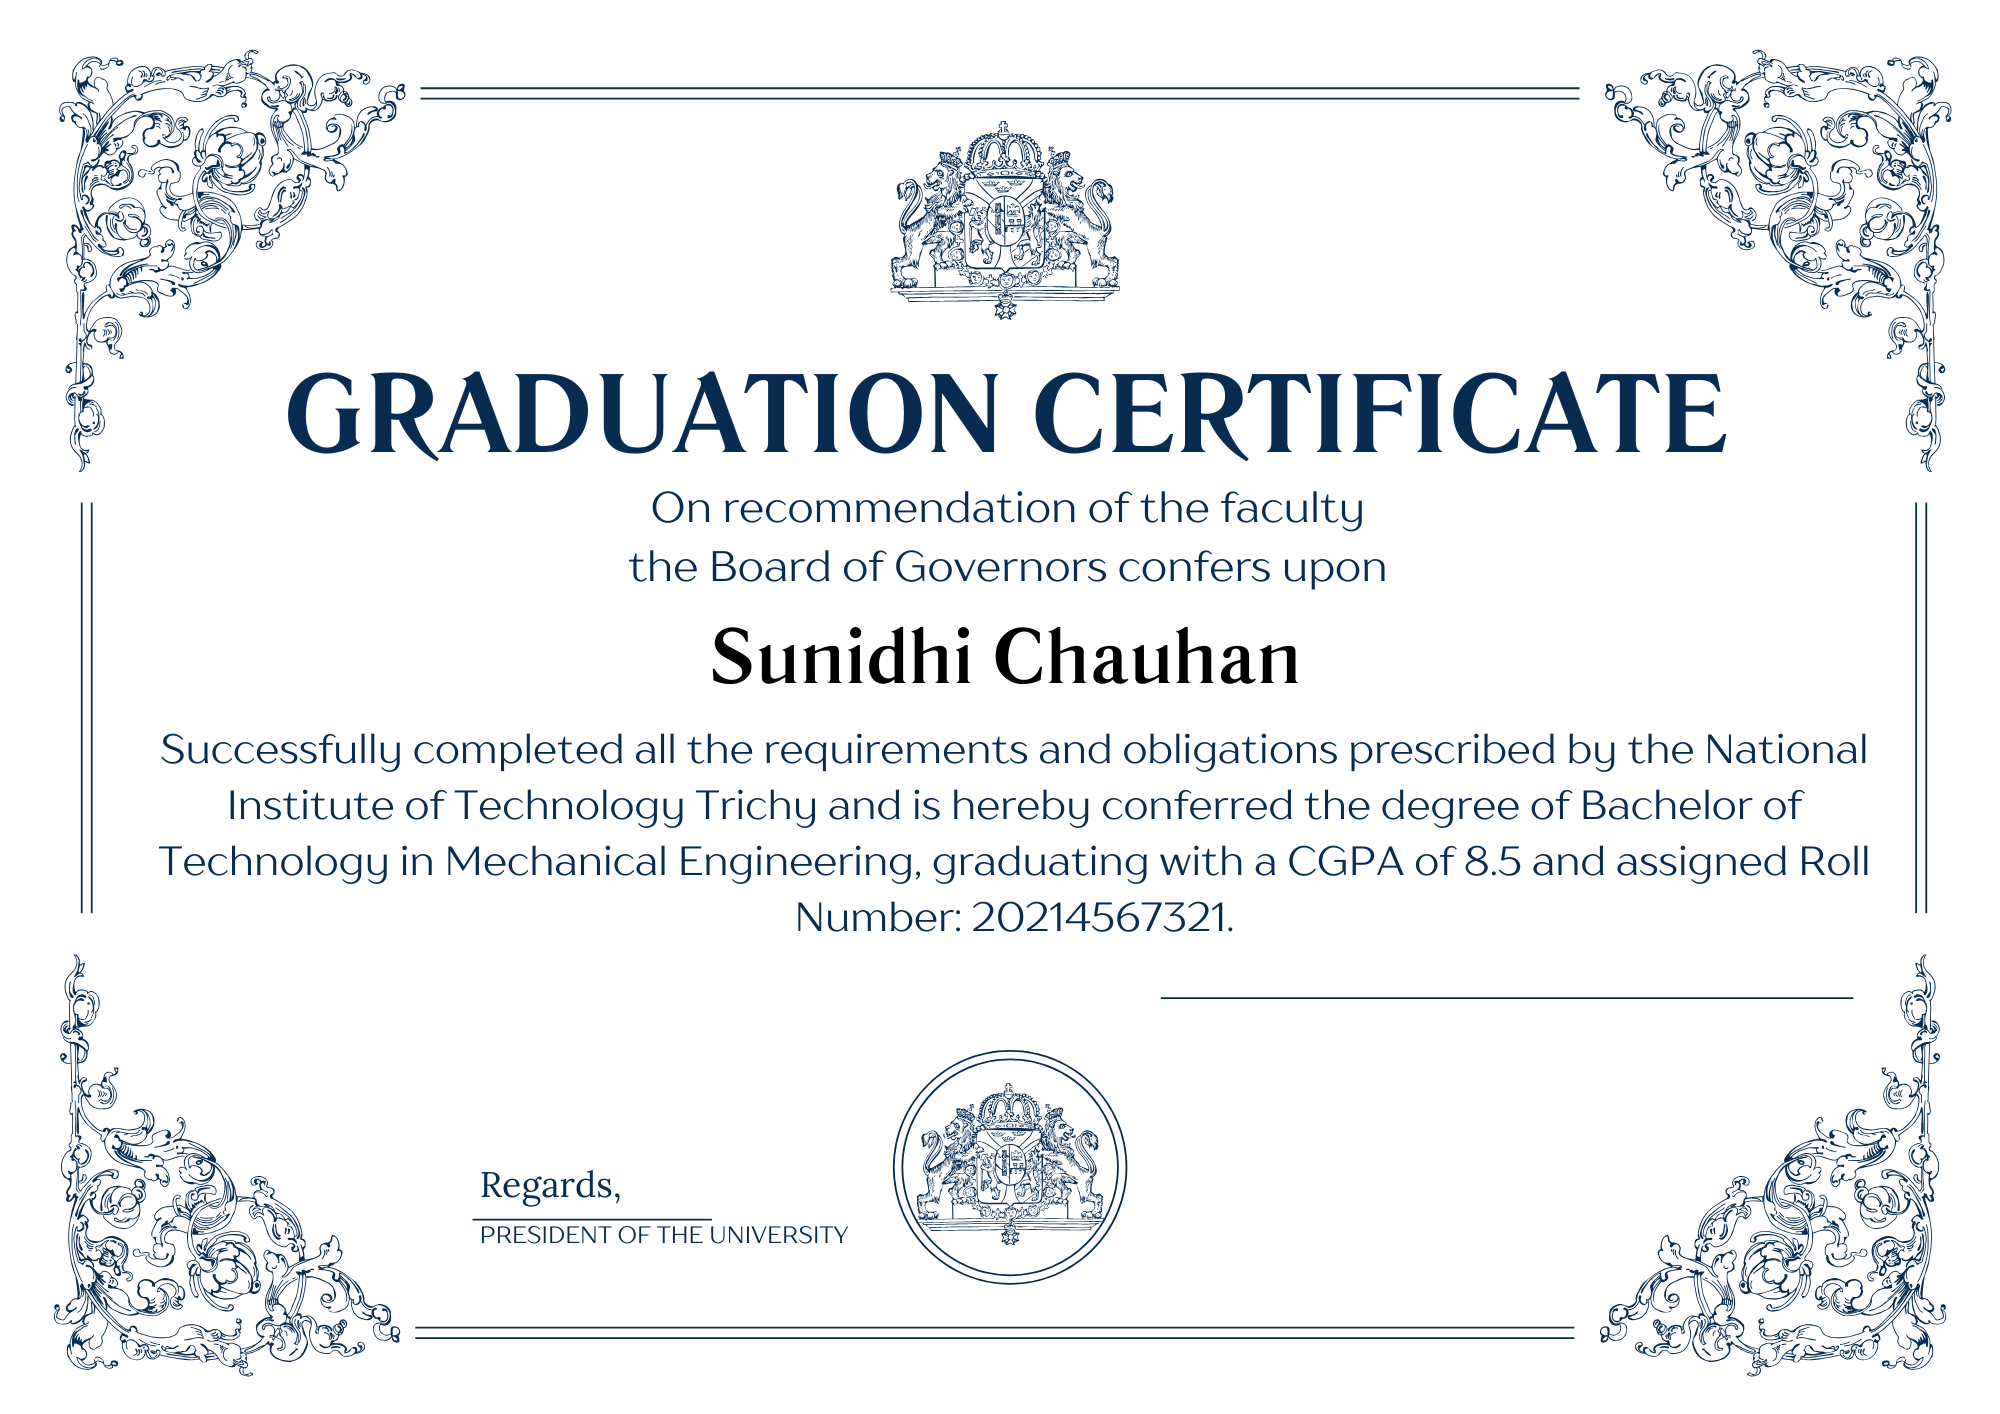 GRADUATION CERTIFICATE
On recommendation of the faculty
the Board of Governors confers upon
Sunidhi Chauhan
Successfully completed all the requirements and obligations prescribed by the National
Institute of Technology Trichy and is hereby conferred the degree of Bachelor of
Technology in Mechanical Engineering, graduating with a CGPA of 8.5 and assigned Roll
Number: 20214567321.
Regards,
PRESIDENT OF THE UNIVERSITY